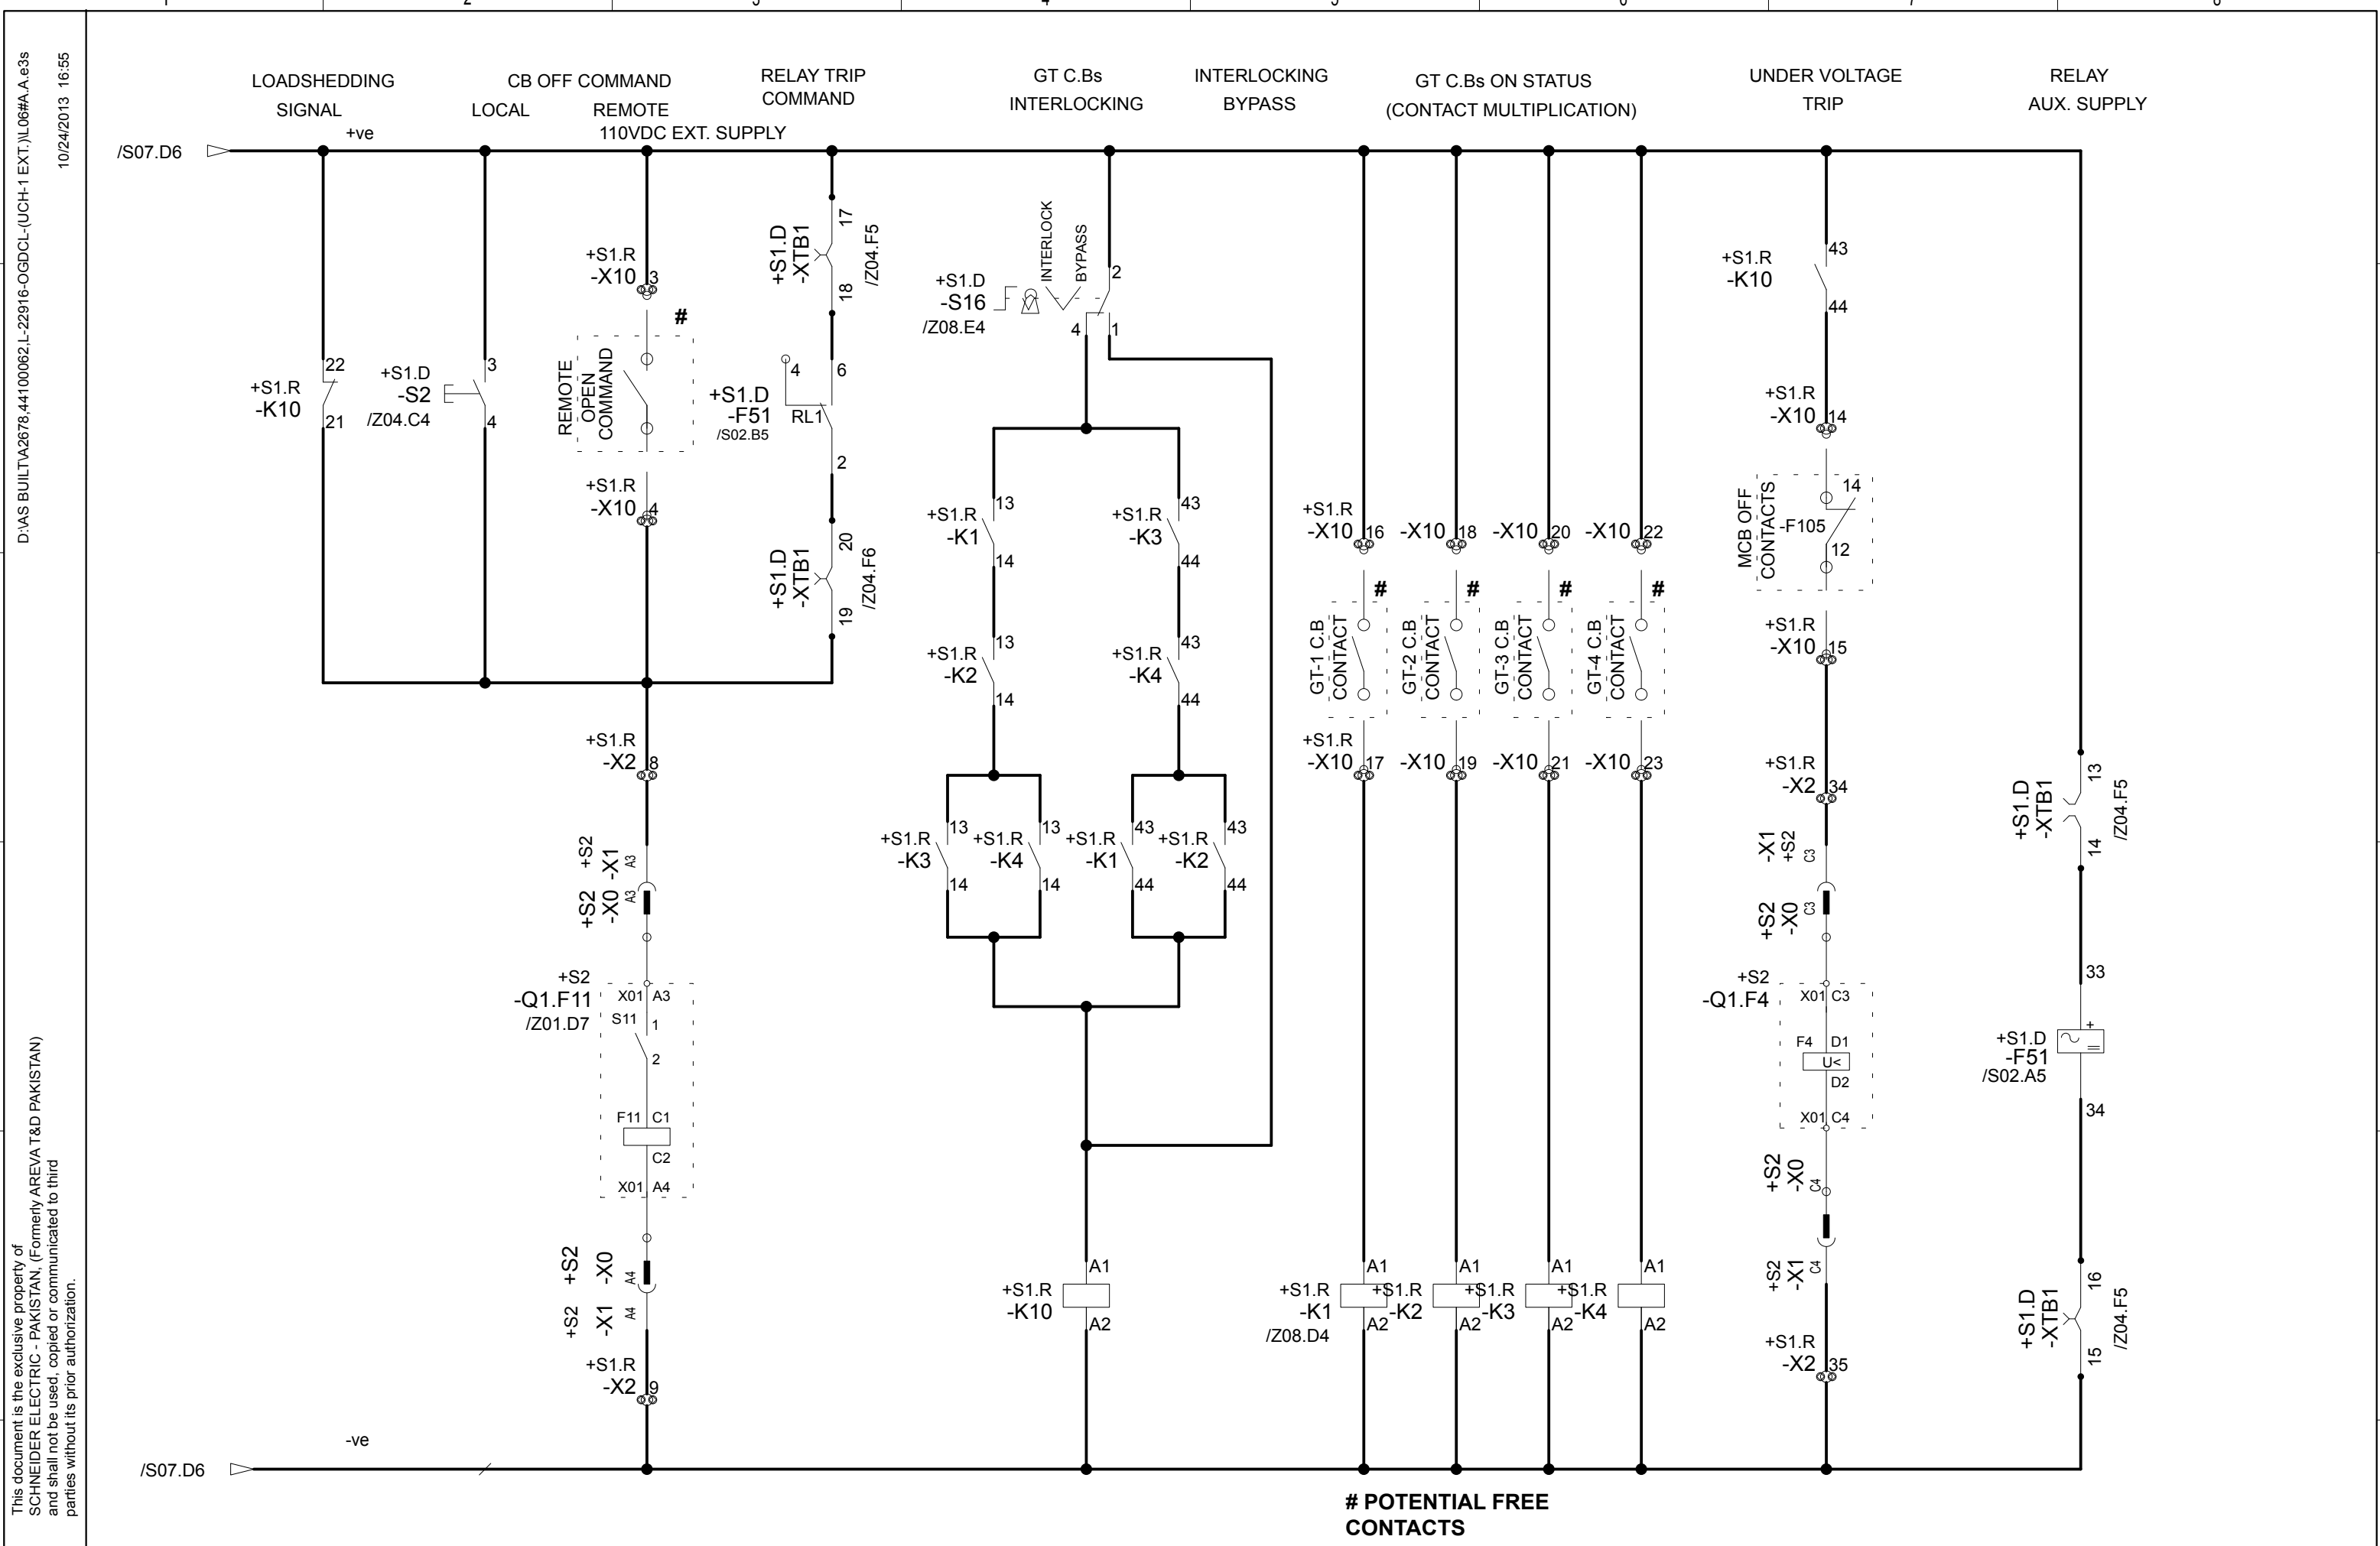 LOADSHEDDING
SIGNAL
CB OFF COMMAND
LOCAL
REMOTE
RELAY TRIP
COMMAND
GT C.Bs
INTERLOCKING
INTERLOCKING
BYPASS
GT C.Bs ON STATUS
(CONTACT MULTIPLICATION)
UNDER VOLTAGE
TRIP
RELAY
AUX. SUPPLY
+ve
110VDC EXT. SUPPLY
/S07.D6
22
+S1.R
-K10
21
3
+S1.D
-S2
/Z04.C4
4
+S1.R
-X10 3
#
REMOTE
OPEN
COMMAND
+S1.R
-X10 4
17
+S1.D
-XTB1
18
/Z04.F5
4
6
+S1.D
-F51
/S02.B5
RL1
2
20
+S1.D
-XTB1
19
/Z04.F6
+S1.R
-X2 8
+S2
-X1
A3
+S2
-X0
A3
+S2
-Q1.F11
/Z01.D7
X01 A3
S11
1
2
F11 C1
C2
X01 A4
+S2
-X0
A4
+S2
-X1
A4
+S1.R
-X2 9
INTERLOCK
BYPASS
+S1.D
-S16
/Z08.E4
2
4
1
13
+S1.R
-K1
14
43
+S1.R
-K3
44
13
+S1.R
-K2
14
43
+S1.R
-K4
44
13
+S1.R
-K3
14
13
+S1.R
-K4
14
43
+S1.R
-K1
44
43
+S1.R
-K2
44
A1
+S1.R
-K10
A2
+S1.R
-X10 16
-X10 18
-X10 20
-X10 22
#
#
#
#
GT-1 C.B
CONTACT
GT-2 C.B
CONTACT
GT-3 C.B
CONTACT
GT-4 C.B
CONTACT
+S1.R
-X10 17
-X10 19
-X10 21
-X10 23
A1
+S1.R
-K1
/Z08.D4
A2
A1
+S1.R
-K2
A2
A1
+S1.R
-K3
A2
A1
+S1.R
-K4
A2
43
+S1.R
-K10
44
+S1.R
-X10 14
MCB OFF
CONTACTS
14
-F105
12
+S1.R
-X10 15
+S1.R
-X2 34
-X1
+S2
C3
+S2
-X0
C3
+S2
-Q1.F4
X01 C3
F4 D1
U<
D2
X01 C4
+S2
-X0
C4
+S2
-X1
C4
+S1.R
-X2 35
13
+S1.D
-XTB1
14
/Z04.F5
33
+
+S1.D
-F51
/S02.A5
34
16
+S1.D
-XTB1
15
/Z04.F5
-ve
/S07.D6
# POTENTIAL FREE
CONTACTS
D:\AS BUILT\A2678,44100062,L-22916-OGDCL-(UCH-1 EXT.)\L06#A.A.e3s
10/24/2013 16:55
This document is the exclusive property of
SCHNEIDER ELECTRIC - PAKISTAN, (Formerly AREVA T&D PAKISTAN)
and shall not be used, copied or communicated to third
parties without its prior authorization.